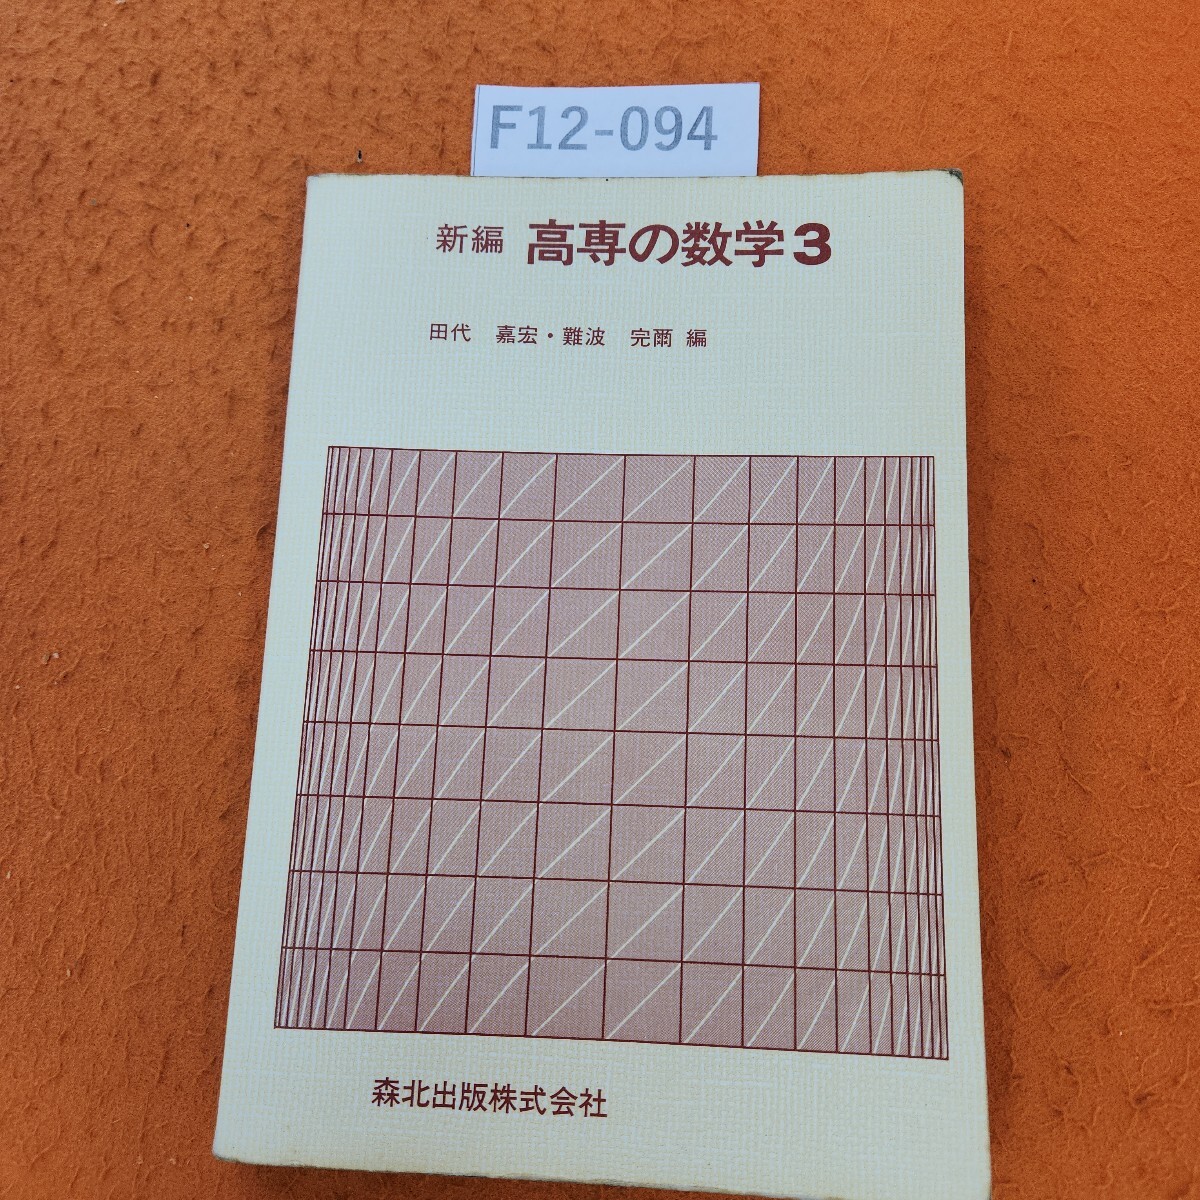 F12-094
新編 高専の数学3
田代 嘉宏・難波 完爾 編
森北出版株式会社